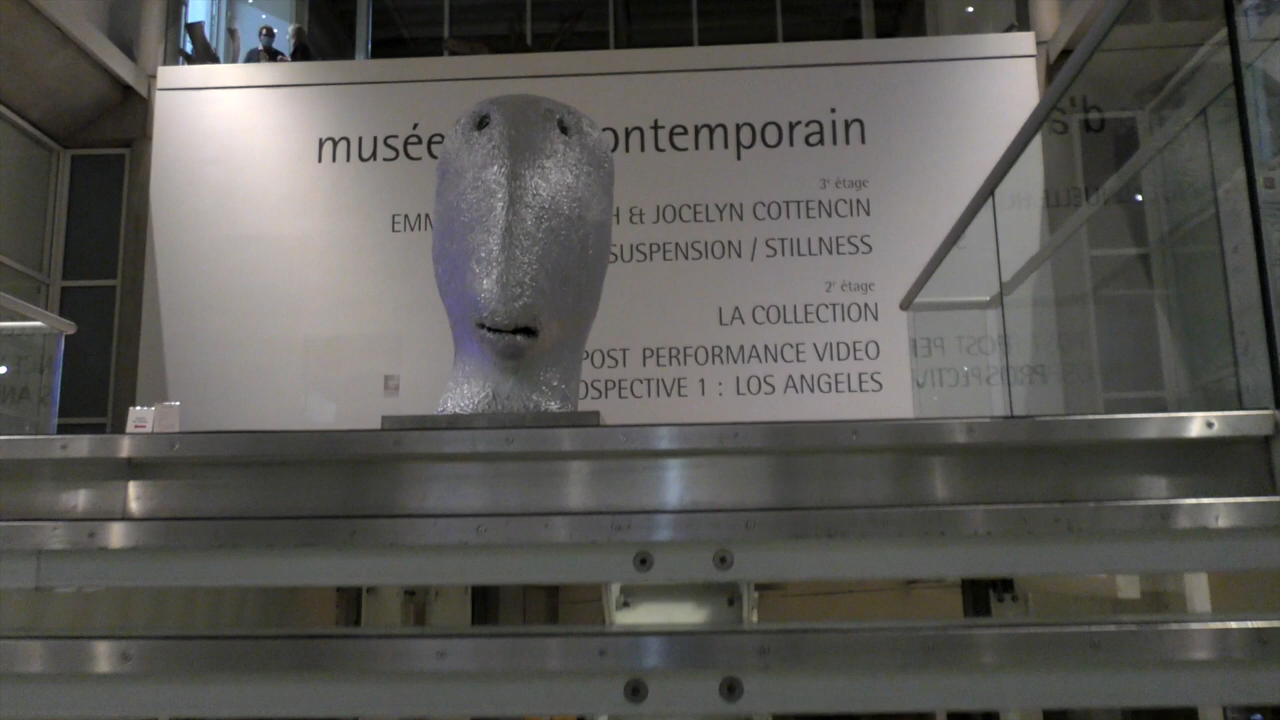 musée ontemporain
3e étage
EMM H & JOCELYN COTTENCIN
SUSPENSION / STILLNESS
2e étage
LA COLLECTION
POST PERFORMANCE VIDEO
OSPECTIVE 1 : LOS ANGELES